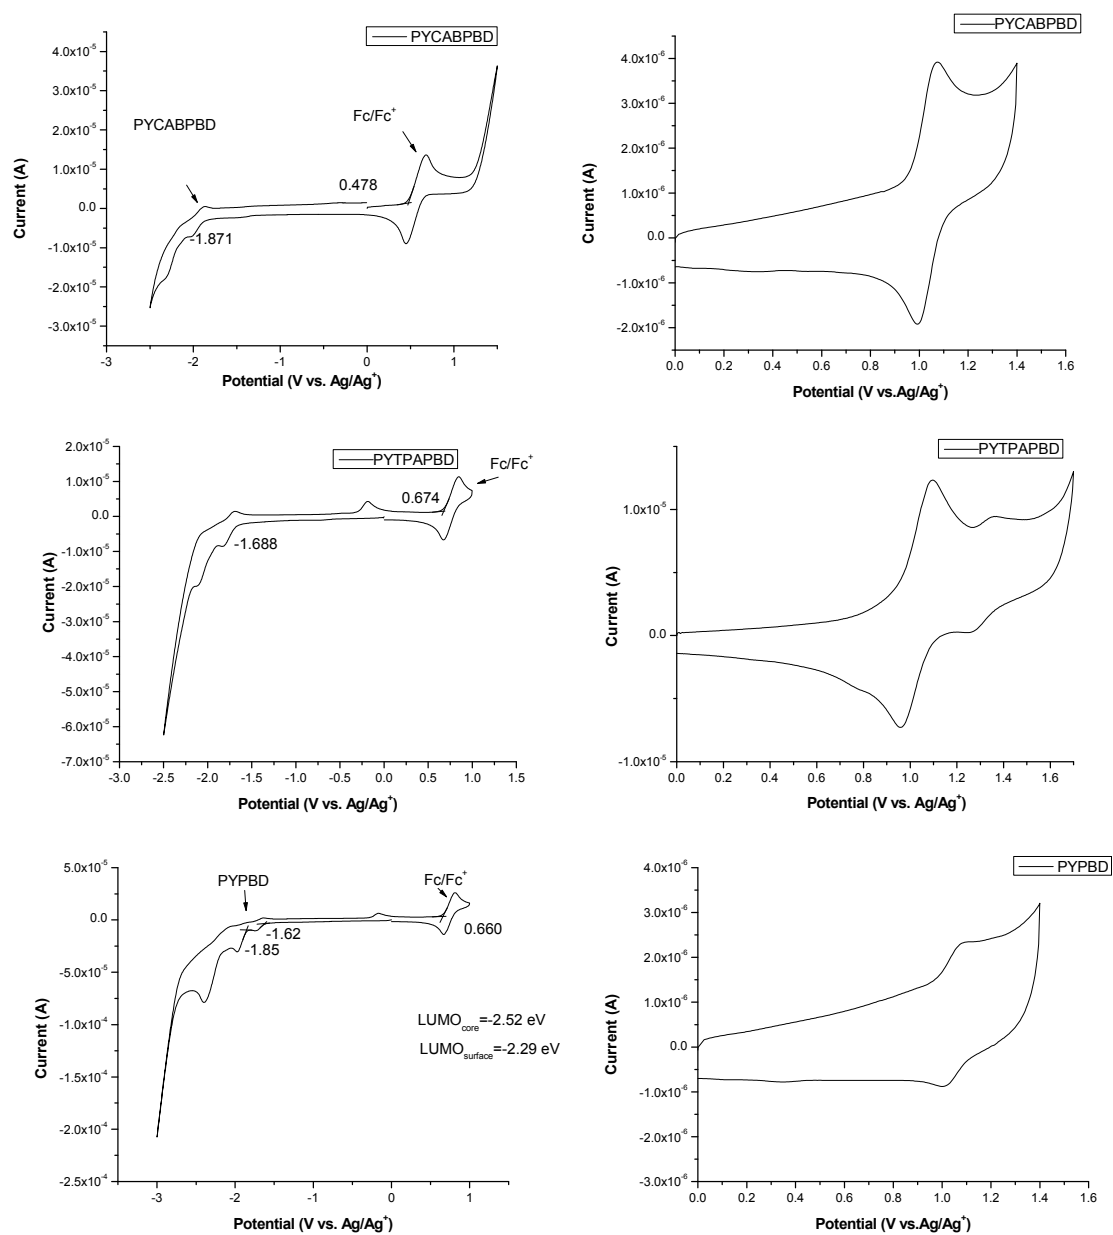 PYCABPBD
4.0x10⁻⁵
3.0x10⁻⁵
2.0x10⁻⁵
1.0x10⁻⁵
0.0
-1.0x10⁻⁵
-2.0x10⁻⁵
-3.0x10⁻⁵
Current (A)
PYCABPBD
Fc/Fc⁺
0.478
-1.871
-3 -2 -1 0 1
Potential (V vs. Ag/Ag⁺)
PYCABPBD
4.0x10⁻⁶
3.0x10⁻⁶
2.0x10⁻⁶
1.0x10⁻⁶
0.0
-1.0x10⁻⁶
-2.0x10⁻⁶
Current (A)
0.0 0.2 0.4 0.6 0.8 1.0 1.2 1.4 1.6
Potential (V vs.Ag/Ag⁺)
PYTPAPBD
2.0x10⁻⁵
1.0x10⁻⁵
0.0
-1.0x10⁻⁵
-2.0x10⁻⁵
-3.0x10⁻⁵
-4.0x10⁻⁵
-5.0x10⁻⁵
-6.0x10⁻⁵
-7.0x10⁻⁵
Current (A)
Fc/Fc⁺
0.674
-1.688
-3.0 -2.5 -2.0 -1.5 -1.0 -0.5 0.0 0.5 1.0 1.5
Potential (V vs. Ag/Ag⁺)
PYTPAPBD
1.0x10⁻⁵
0.0
-1.0x10⁻⁵
Current (A)
0.0 0.2 0.4 0.6 0.8 1.0 1.2 1.4 1.6
Potential (V vs. Ag/Ag⁺)
5.0x10⁻⁵
0.0
-5.0x10⁻⁵
-1.0x10⁻⁴
-1.5x10⁻⁴
-2.0x10⁻⁴
-2.5x10⁻⁴
Current (A)
PYPBD
Fc/Fc⁺
-1.62
-1.85
0.660
LUMO core=-2.52 eV
LUMO surface=-2.29 eV
-3 -2 -1 0 1
Potential (V vs. Ag/Ag⁺)
PYPBD
4.0x10⁻⁶
3.0x10⁻⁶
2.0x10⁻⁶
1.0x10⁻⁶
0.0
-1.0x10⁻⁶
-2.0x10⁻⁶
-3.0x10⁻⁶
Current (A)
0.0 0.2 0.4 0.6 0.8 1.0 1.2 1.4 1.6
Potential (V vs.Ag/Ag⁺)